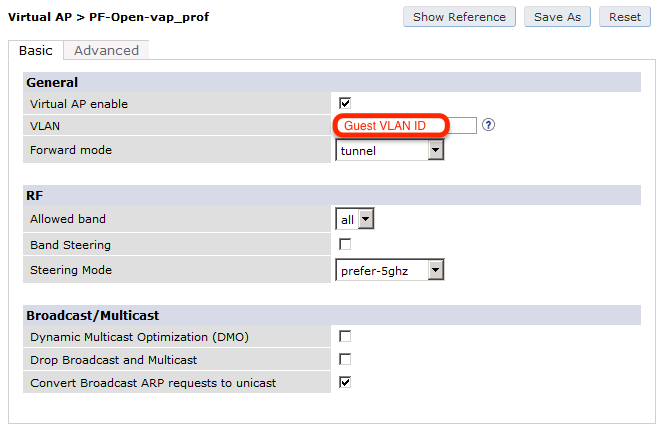 Virtual AP > PF-Open-vap_prof
Show Reference
Save As
Reset
Basic
Advanced
General
Virtual AP enable
VLAN
Guest VLAN ID
?
Forward mode
tunnel
RF
Allowed band
all
Band Steering
Steering Mode
prefer-5ghz
Broadcast/Multicast
Dynamic Multicast Optimization (DMO)
Drop Broadcast and Multicast
Convert Broadcast ARP requests to unicast